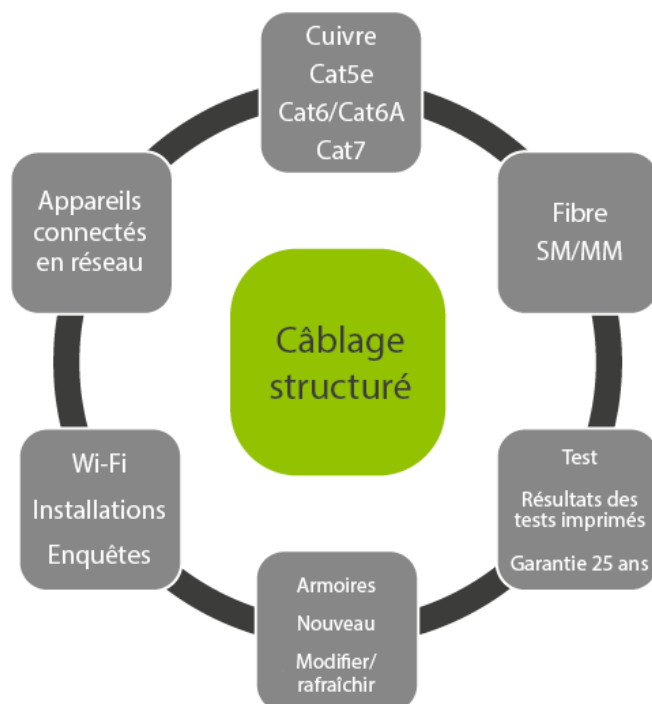 Cuivre
Cat5e
Cat6/Cat6A
Cat7
Fibre
SM/MM
Test
Résultats des
tests imprimés
Garantie 25 ans
Armoires
Nouveau
Modifier/
rafraîchir
Wi-Fi
Installations
Enquêtes
Appareils
connectés
en réseau
Câblage
structuré